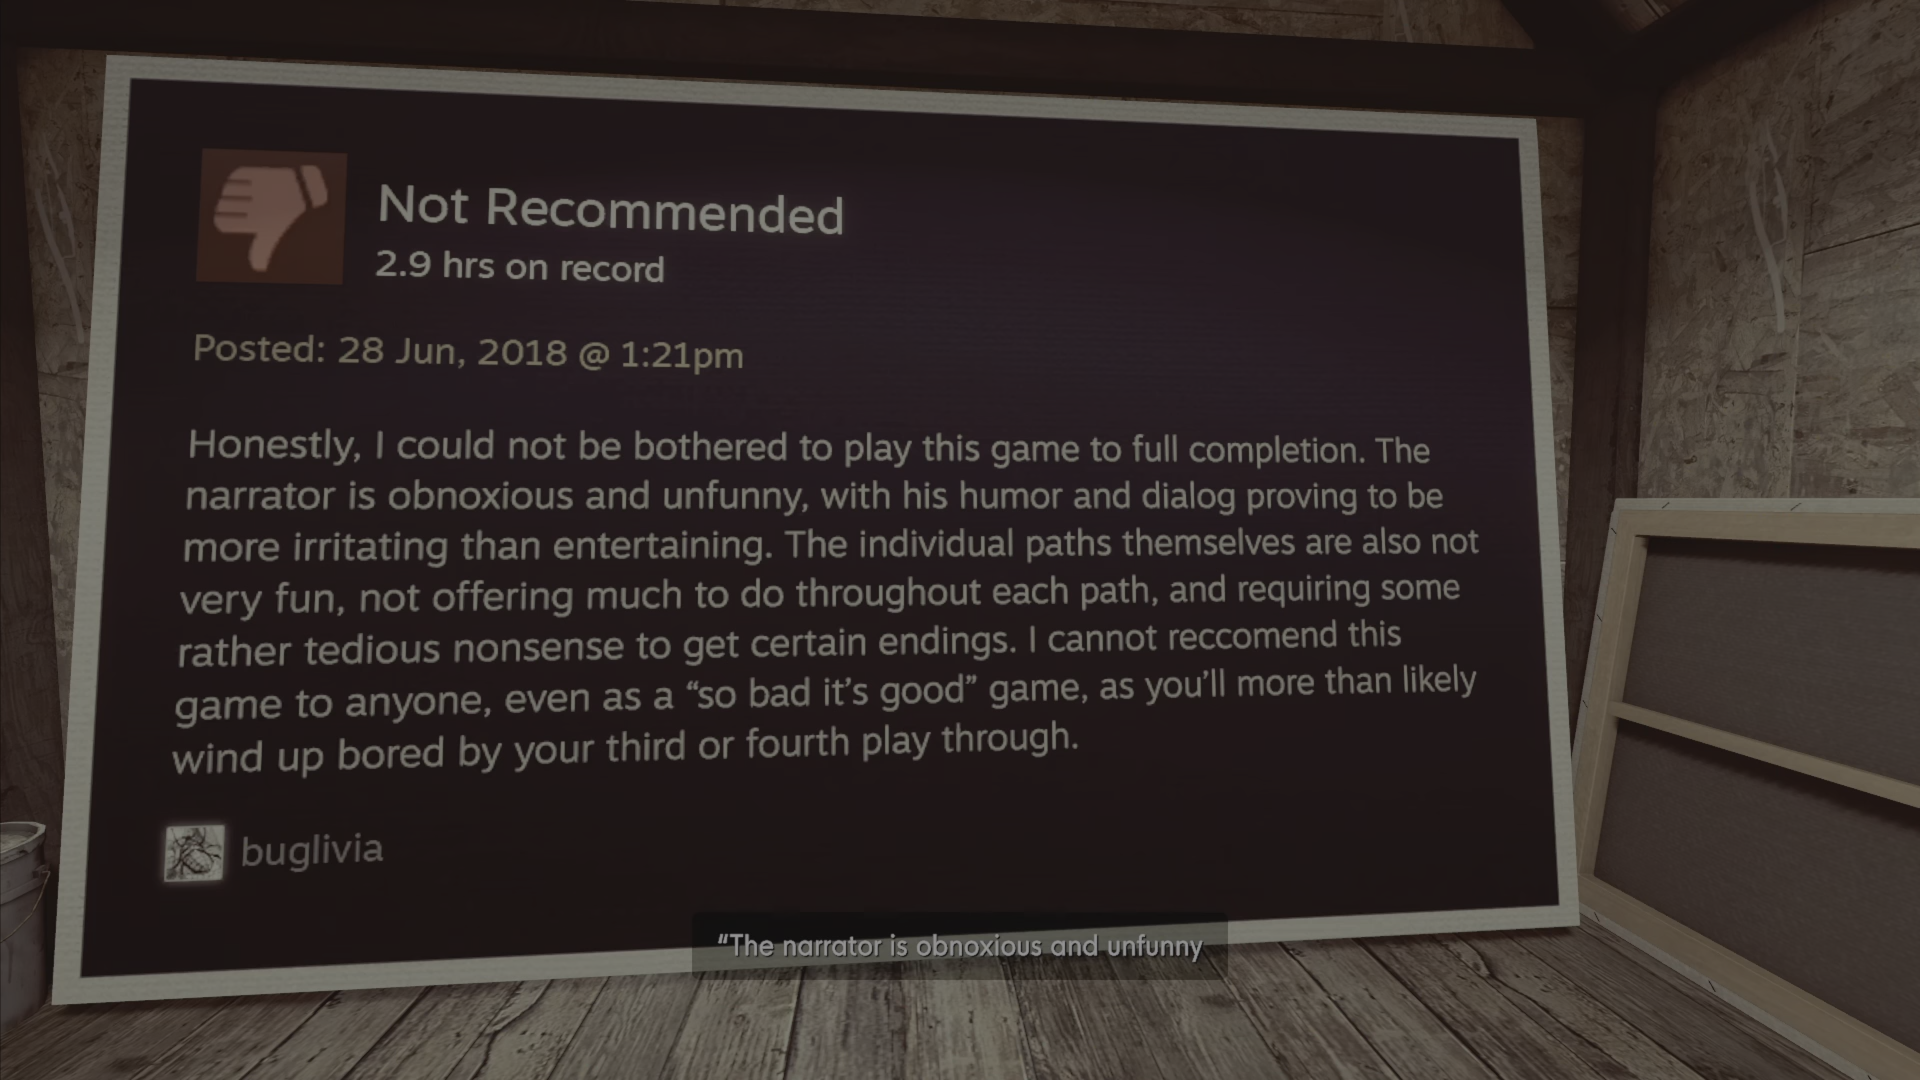 Not Recommended
2.9 hrs on record
Posted: 28 Jun, 2018 @ 1:21pm
Honestly, I could not be bothered to play this game to full completion. The
narrator is obnoxious and unfunny, with his humor and dialog proving to be
more irritating than entertaining. The individual paths themselves are also not
very fun, not offering much to do throughout each path, and requiring some
rather tedious nonsense to get certain endings. I cannot reccomend this
game to anyone, even as a “so bad it’s good” game, as you’ll more than likely
wind up bored by your third or fourth play through.
buglivia
“The narrator is obnoxious and unfunny